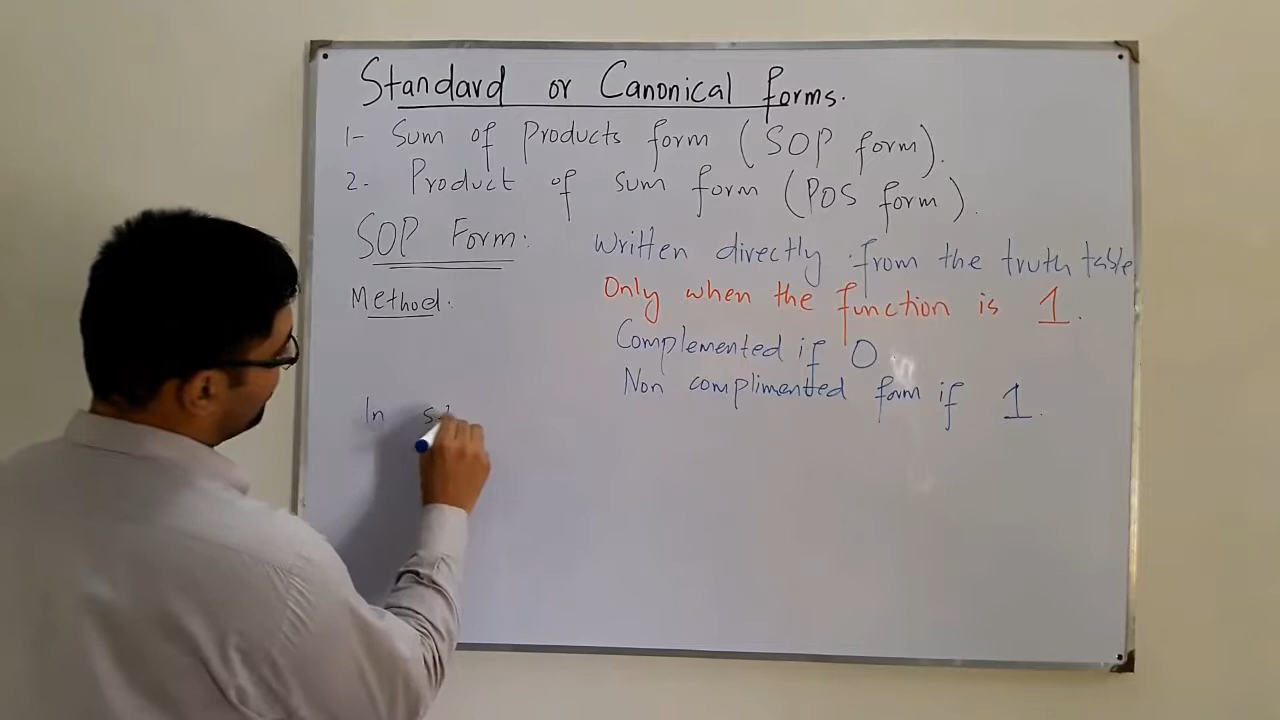 Standard or Canonical forms.
1- Sum of Products form (SOP form).
2. Product of sum form (POS form).
SOP Form: Written directly from the truth table
Only when the function is 1.
Method.
Complemented if 0.
Non complimented form if 1.
In